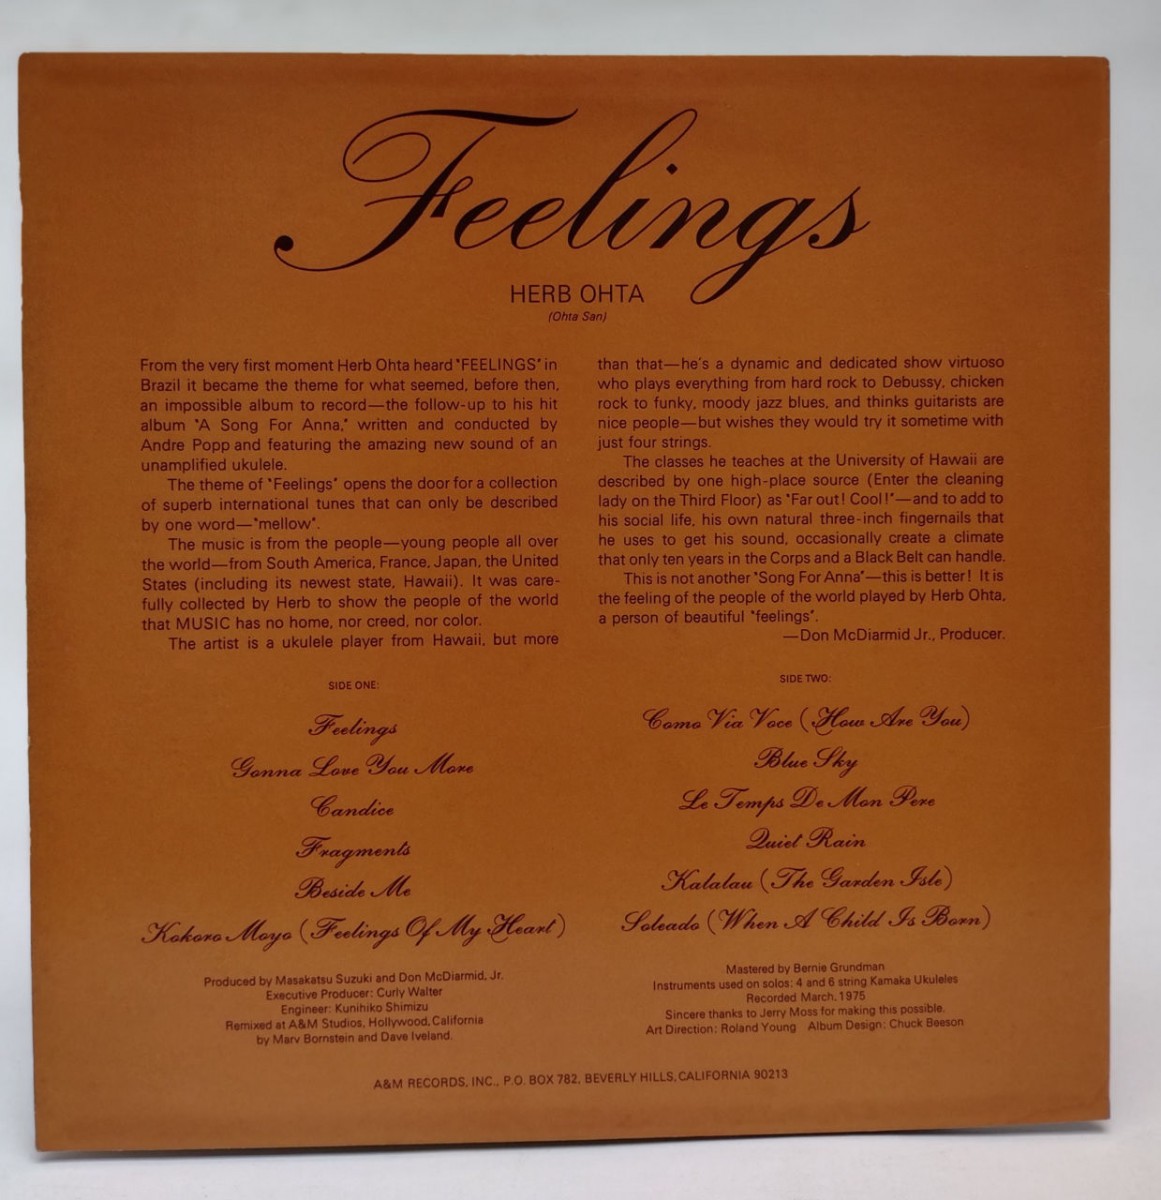 Feelings
HERB OHTA
(Ohta San)
From the very first moment Herb Ohta heard "FEELINGS" in
Brazil it became the theme for what seemed, before then,
an impossible album to record—the follow-up to his hit
album "A Song For Anna," written and conducted by
Andre Popp and featuring the amazing new sound of an
unamplified ukulele.
The theme of "Feelings" opens the door for a collection
of superb international tunes that can only be described
by one word—"mellow".
The music is from the people—young people all over
the world—from South America, France, Japan, the United
States (including its newest state, Hawaii). It was care-
fully collected by Herb to show the people of the world
that MUSIC has no home, nor creed, nor color.
The artist is a ukulele player from Hawaii, but more
than that—he's a dynamic and dedicated show virtuoso
who plays everything from hard rock to Debussy, chicken
rock to funky, moody jazz blues, and thinks guitarists are
nice people—but wishes they would try it sometime with
just four strings.
The classes he teaches at the University of Hawaii are
described by one high-place source (Enter the cleaning
lady on the Third Floor) as "Far out! Cool!"—and to add to
his social life, his own natural three-inch fingernails that
he uses to get his sound, occasionally create a climate
that only ten years in the Corps and a Black Belt can handle.
This is not another "Song For Anna"—this is better! It is
the feeling of the people of the world played by Herb Ohta,
a person of beautiful "feelings".
—Don McDiarmid Jr., Producer.
SIDE ONE:
Feelings
Gonna Love You More
Candice
Fragments
Beside Me
Kokoro Moyo (Feelings Of My Heart)
SIDE TWO:
Como Via Voce (How Are You)
Blue Sky
Le Temps De Mon Pere
Quiet Rain
Kalalau (The Garden Isle)
Soleado (When A Child Is Born)
Produced by Masakatsu Suzuki and Don McDiarmid, Jr.
Executive Producer: Curly Walter
Engineer: Kunihiko Shimizu
Remixed at A&M Studios, Hollywood, California
by Marv Bornstein and Dave Iveland.
Mastered by Bernie Grundman
Instruments used on solos: 4 and 6 string Kamaka Ukuleles
Recorded March, 1975
Sincere thanks to Jerry Moss for making this possible.
Art Direction: Roland Young Album Design: Chuck Beeson
A&M RECORDS, INC., P.O. BOX 782, BEVERLY HILLS, CALIFORNIA 90213